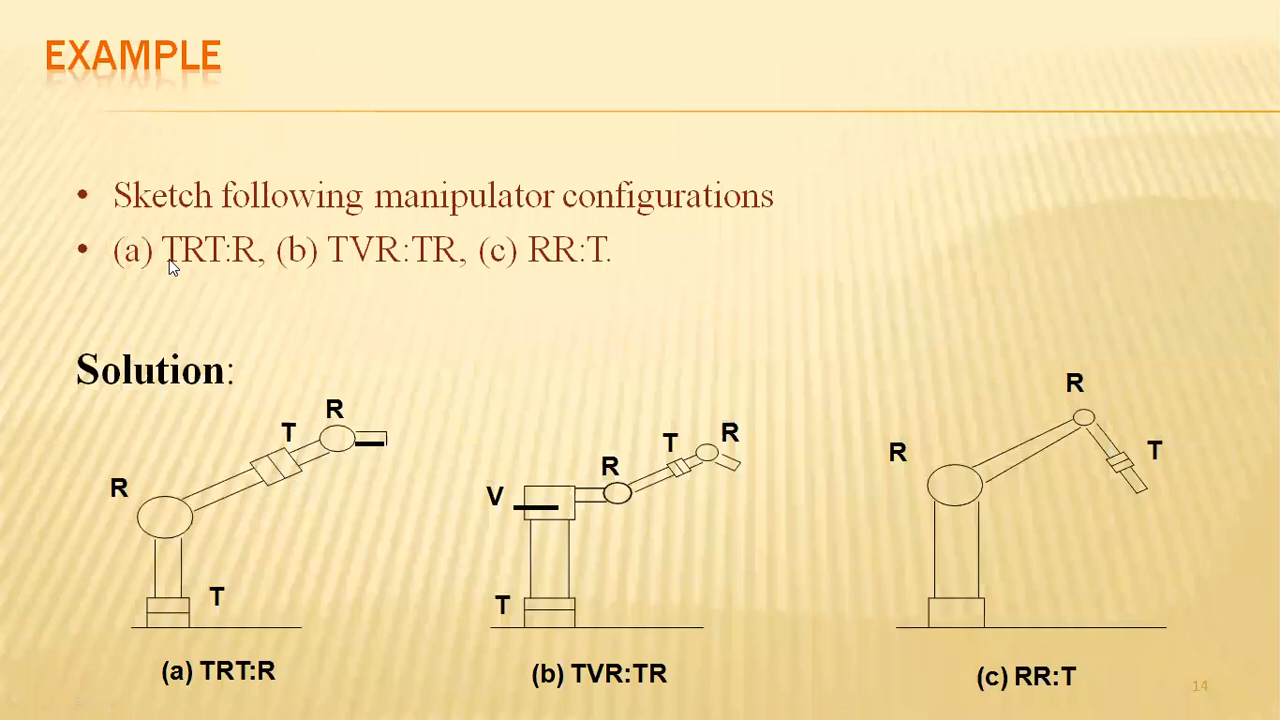 EXAMPLE
• Sketch following manipulator configurations
• (a) TRT:R, (b) TVR:TR, (c) RR:T.
Solution:
R
T
R
T
(a) TRT:R
V
R
T
R
T
(b) TVR:TR
R
R
T
(c) RR:T
14